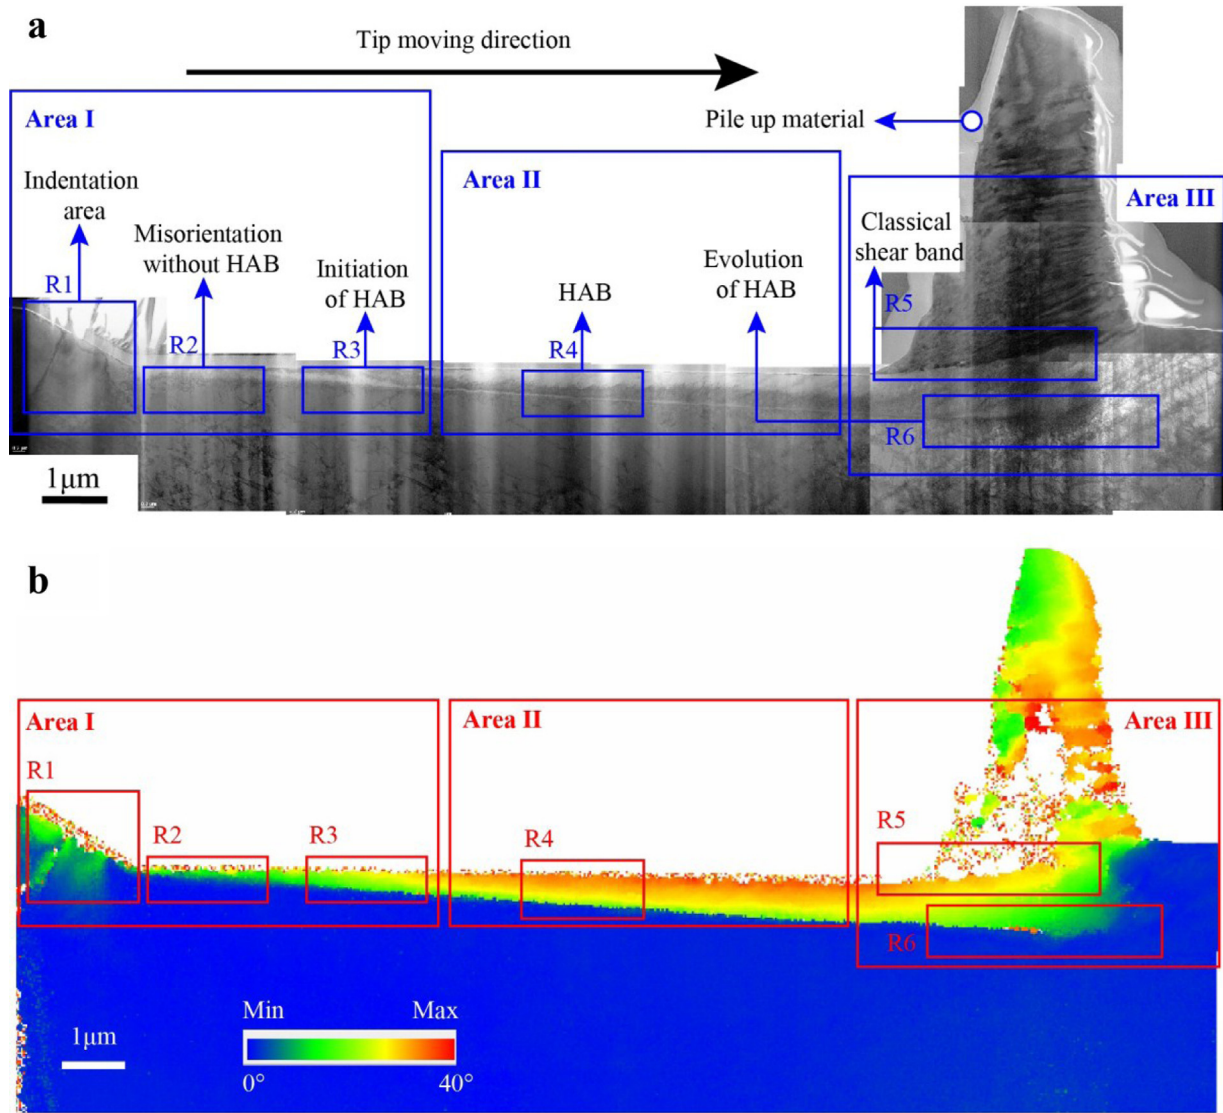 a
Tip moving direction
Area I
Pile up material
Area II
Indentation
area
Area III
Misorientation
without HAB
Classical
shear band
R1
Initiation
of HAB
Evolution
of HAB
HAB
R5
R2
R3
R4
R6
1μm
b
Area I
Area II
Area III
R1
R2
R3
R4
R5
R6
Min
Max
1μm
0°
40°